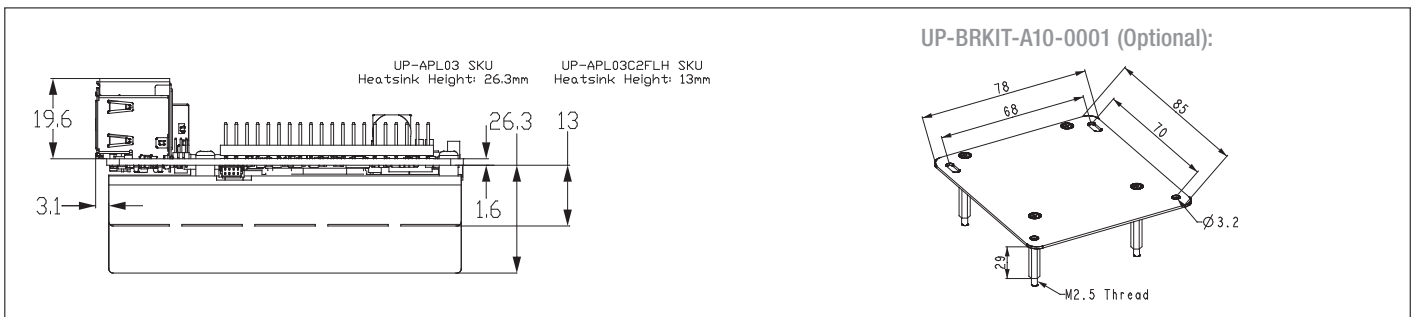 UP-BRKIT-A10-0001 (Optional):
UP-APL03 SKU
Heatsink Height: 26.3mm
UP-APL03C2FLH SKU
Heatsink Height: 13mm
19.6
26.3
13
3.1
1.6
78
68
85
70
Ø3.2
29
M2.5 Thread